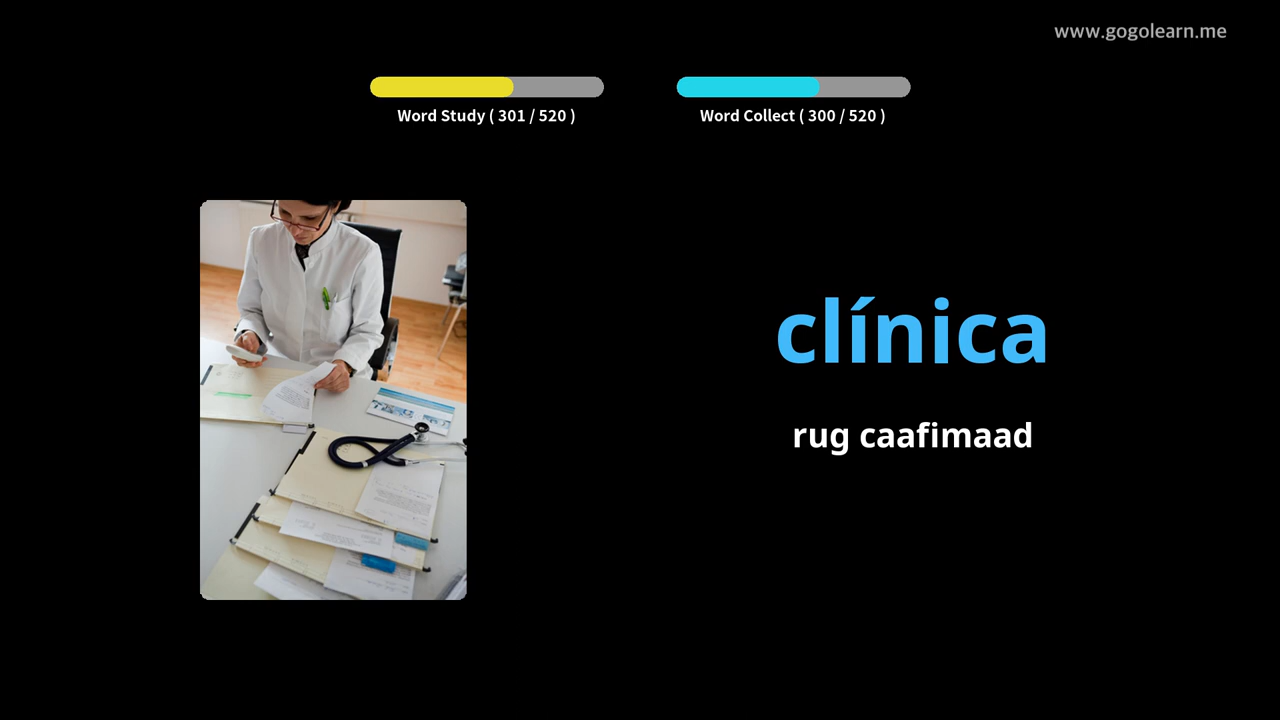 www.gogolearn.me
Word Study ( 301 / 520 )
Word Collect ( 300 / 520 )
clínica
rug caafimaad